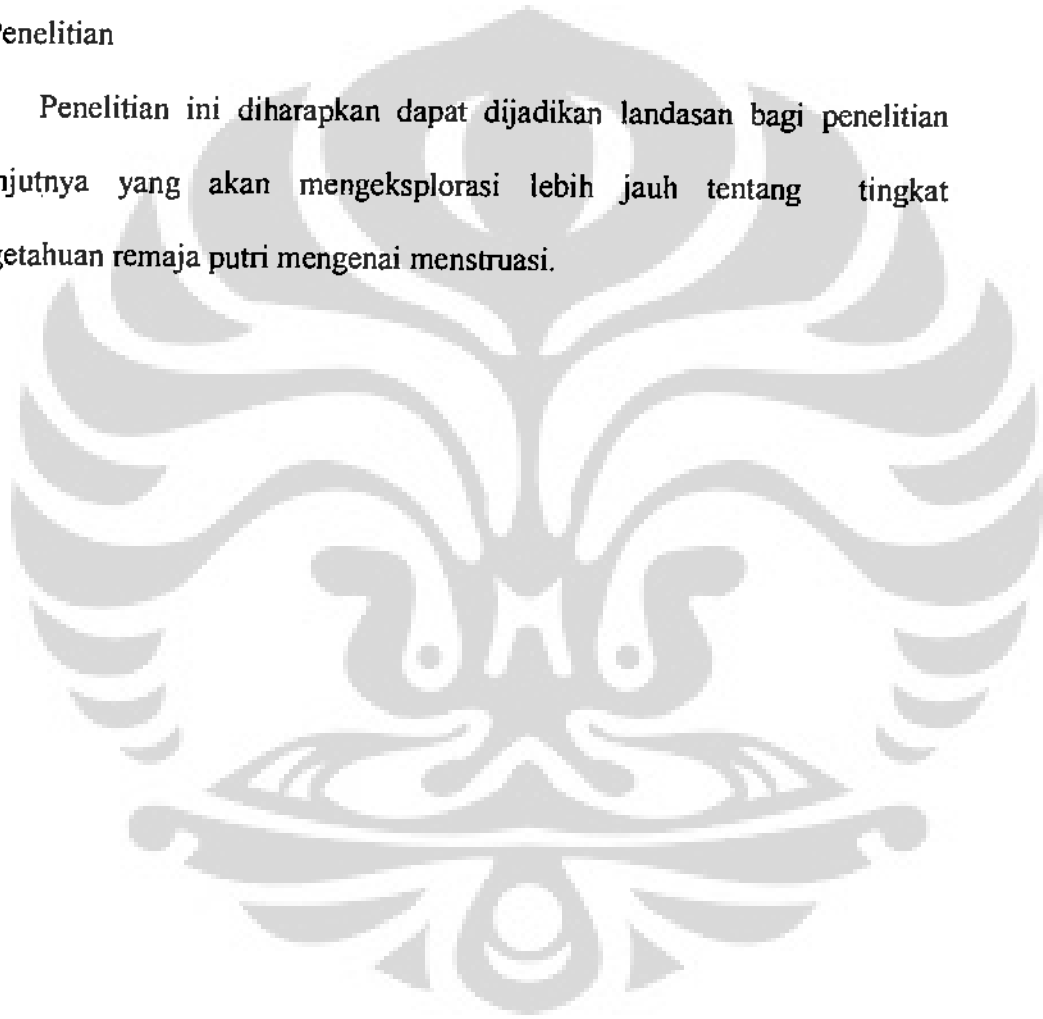 Penelitian
Penelitian ini diharapkan dapat dijadikan landasan bagi penelitian
njutnya yang akan mengeksplorasi lebih jauh tentang tingkat
getahuan remaja putri mengenai menstruasi.